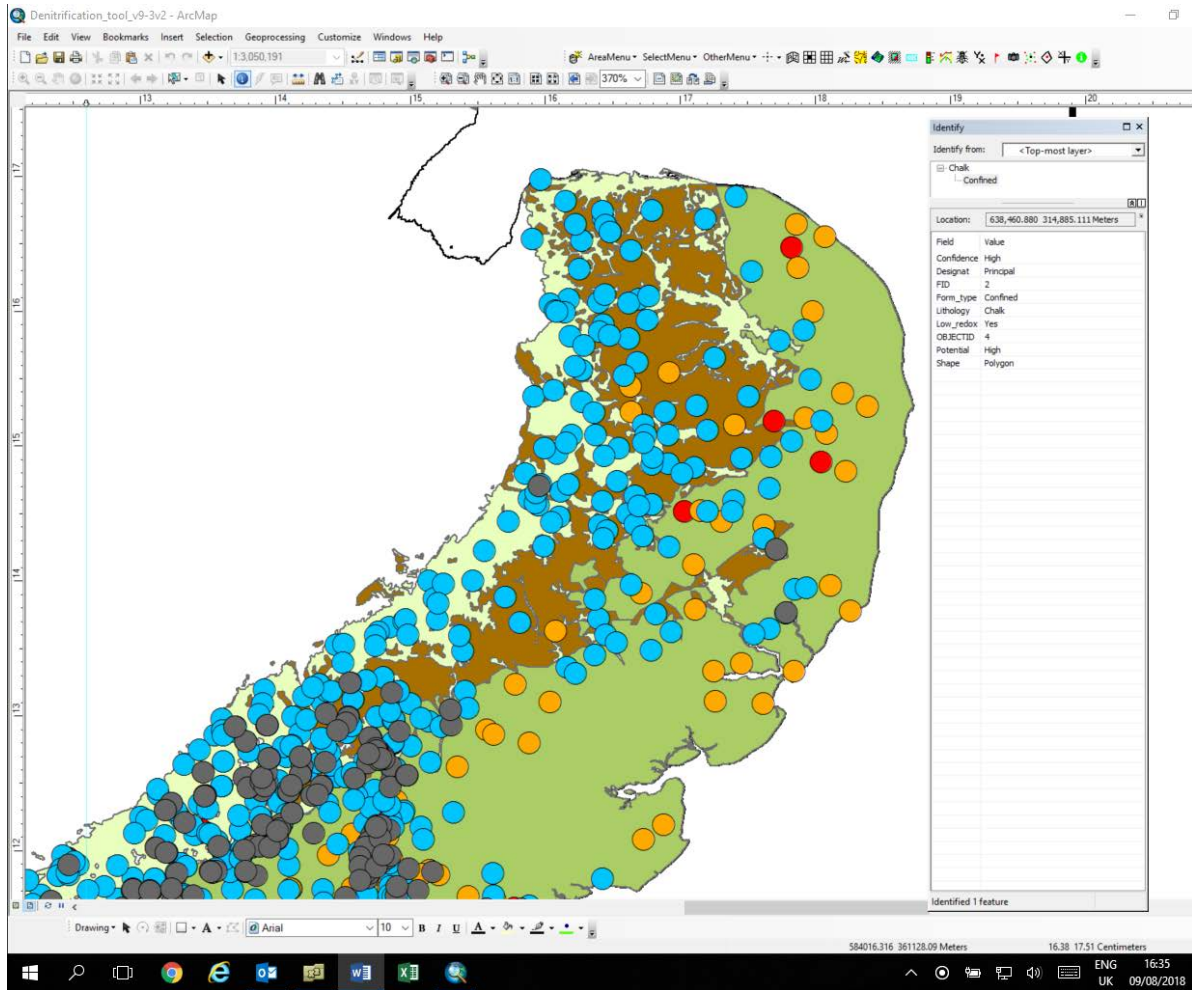 Denitrification_tool_v9-3v2 - ArcMap
File Edit View Bookmarks Insert Selection Geoprocessing Customize Windows Help
1:3,050,191
AreaMenu SelectMenu OtherMenu
370%
13 14 15 16 17 18 19 20
17
16
15
14
13
12
Identify
Identify from: <Top-most layer>
Chalk
Confined
Location: 638,460.880 314,885.111 Meters
Field Value
Confidence High
Designat Principal
FID 2
Form_type Confined
Lithology Chalk
Low_redox Yes
OBJECTID 4
Potential High
Shape Polygon
Identified 1 feature
Drawing A Arial 10 B I U A
584016.316 361128.09 Meters 16.38 17.51 Centimeters
ENG 16:35
UK 09/08/2018